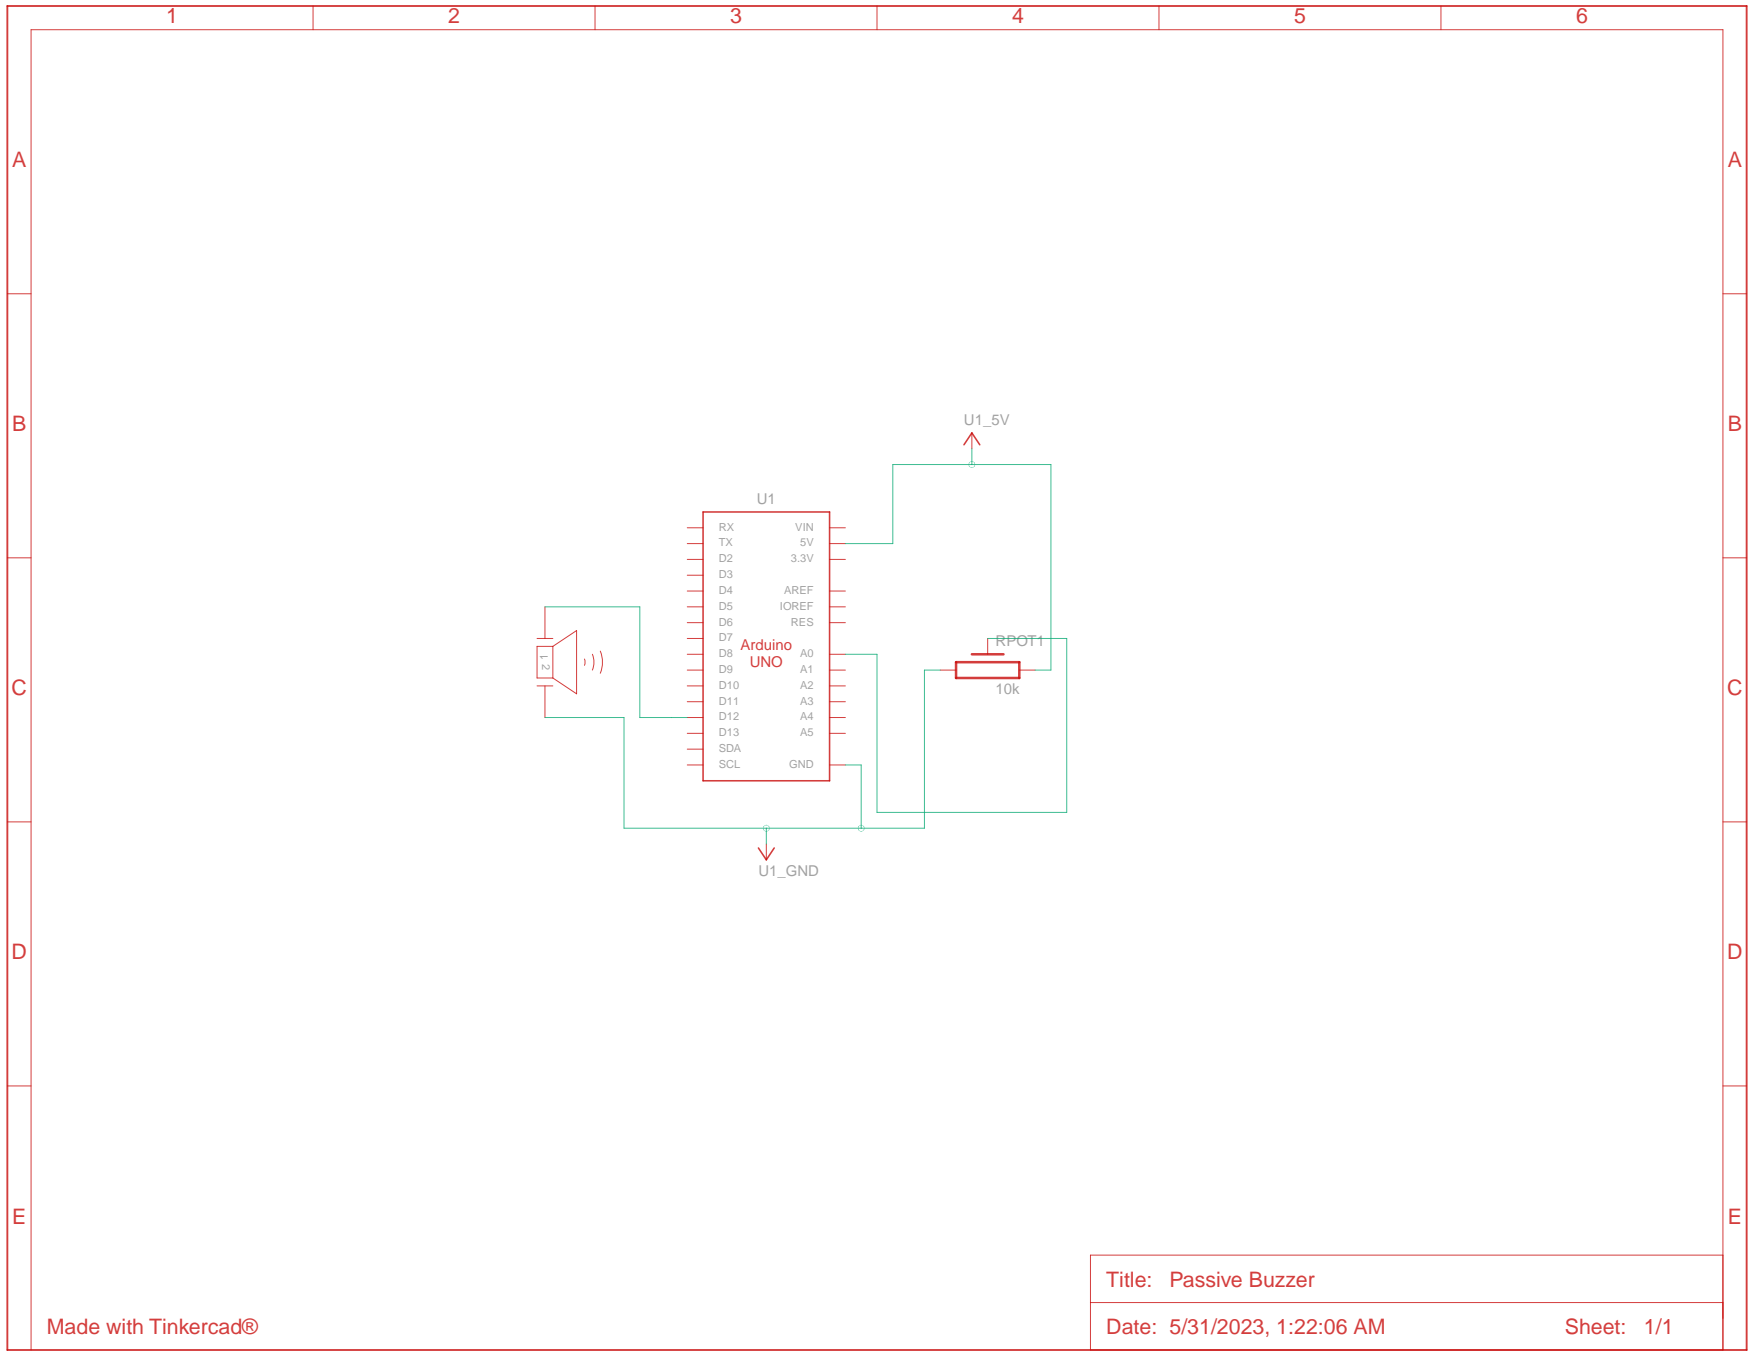 1 2 3 4 5 6
A A
B B
U1_5V
U1
RX VIN
TX 5V
D2 3.3V
D3
D4 AREF
D5 IOREF
D6 RES
D7
Arduino
UNO
RPOT1
D8 A0
D9 A1
D10 A2
10k
1 2
C C
D11 A3
D12 A4
D13 A5
SDA
SCL GND
U1_GND
D D
E E
Title: Passive Buzzer
Made with Tinkercad®
Date: 5/31/2023, 1:22:06 AM
Sheet: 1/1